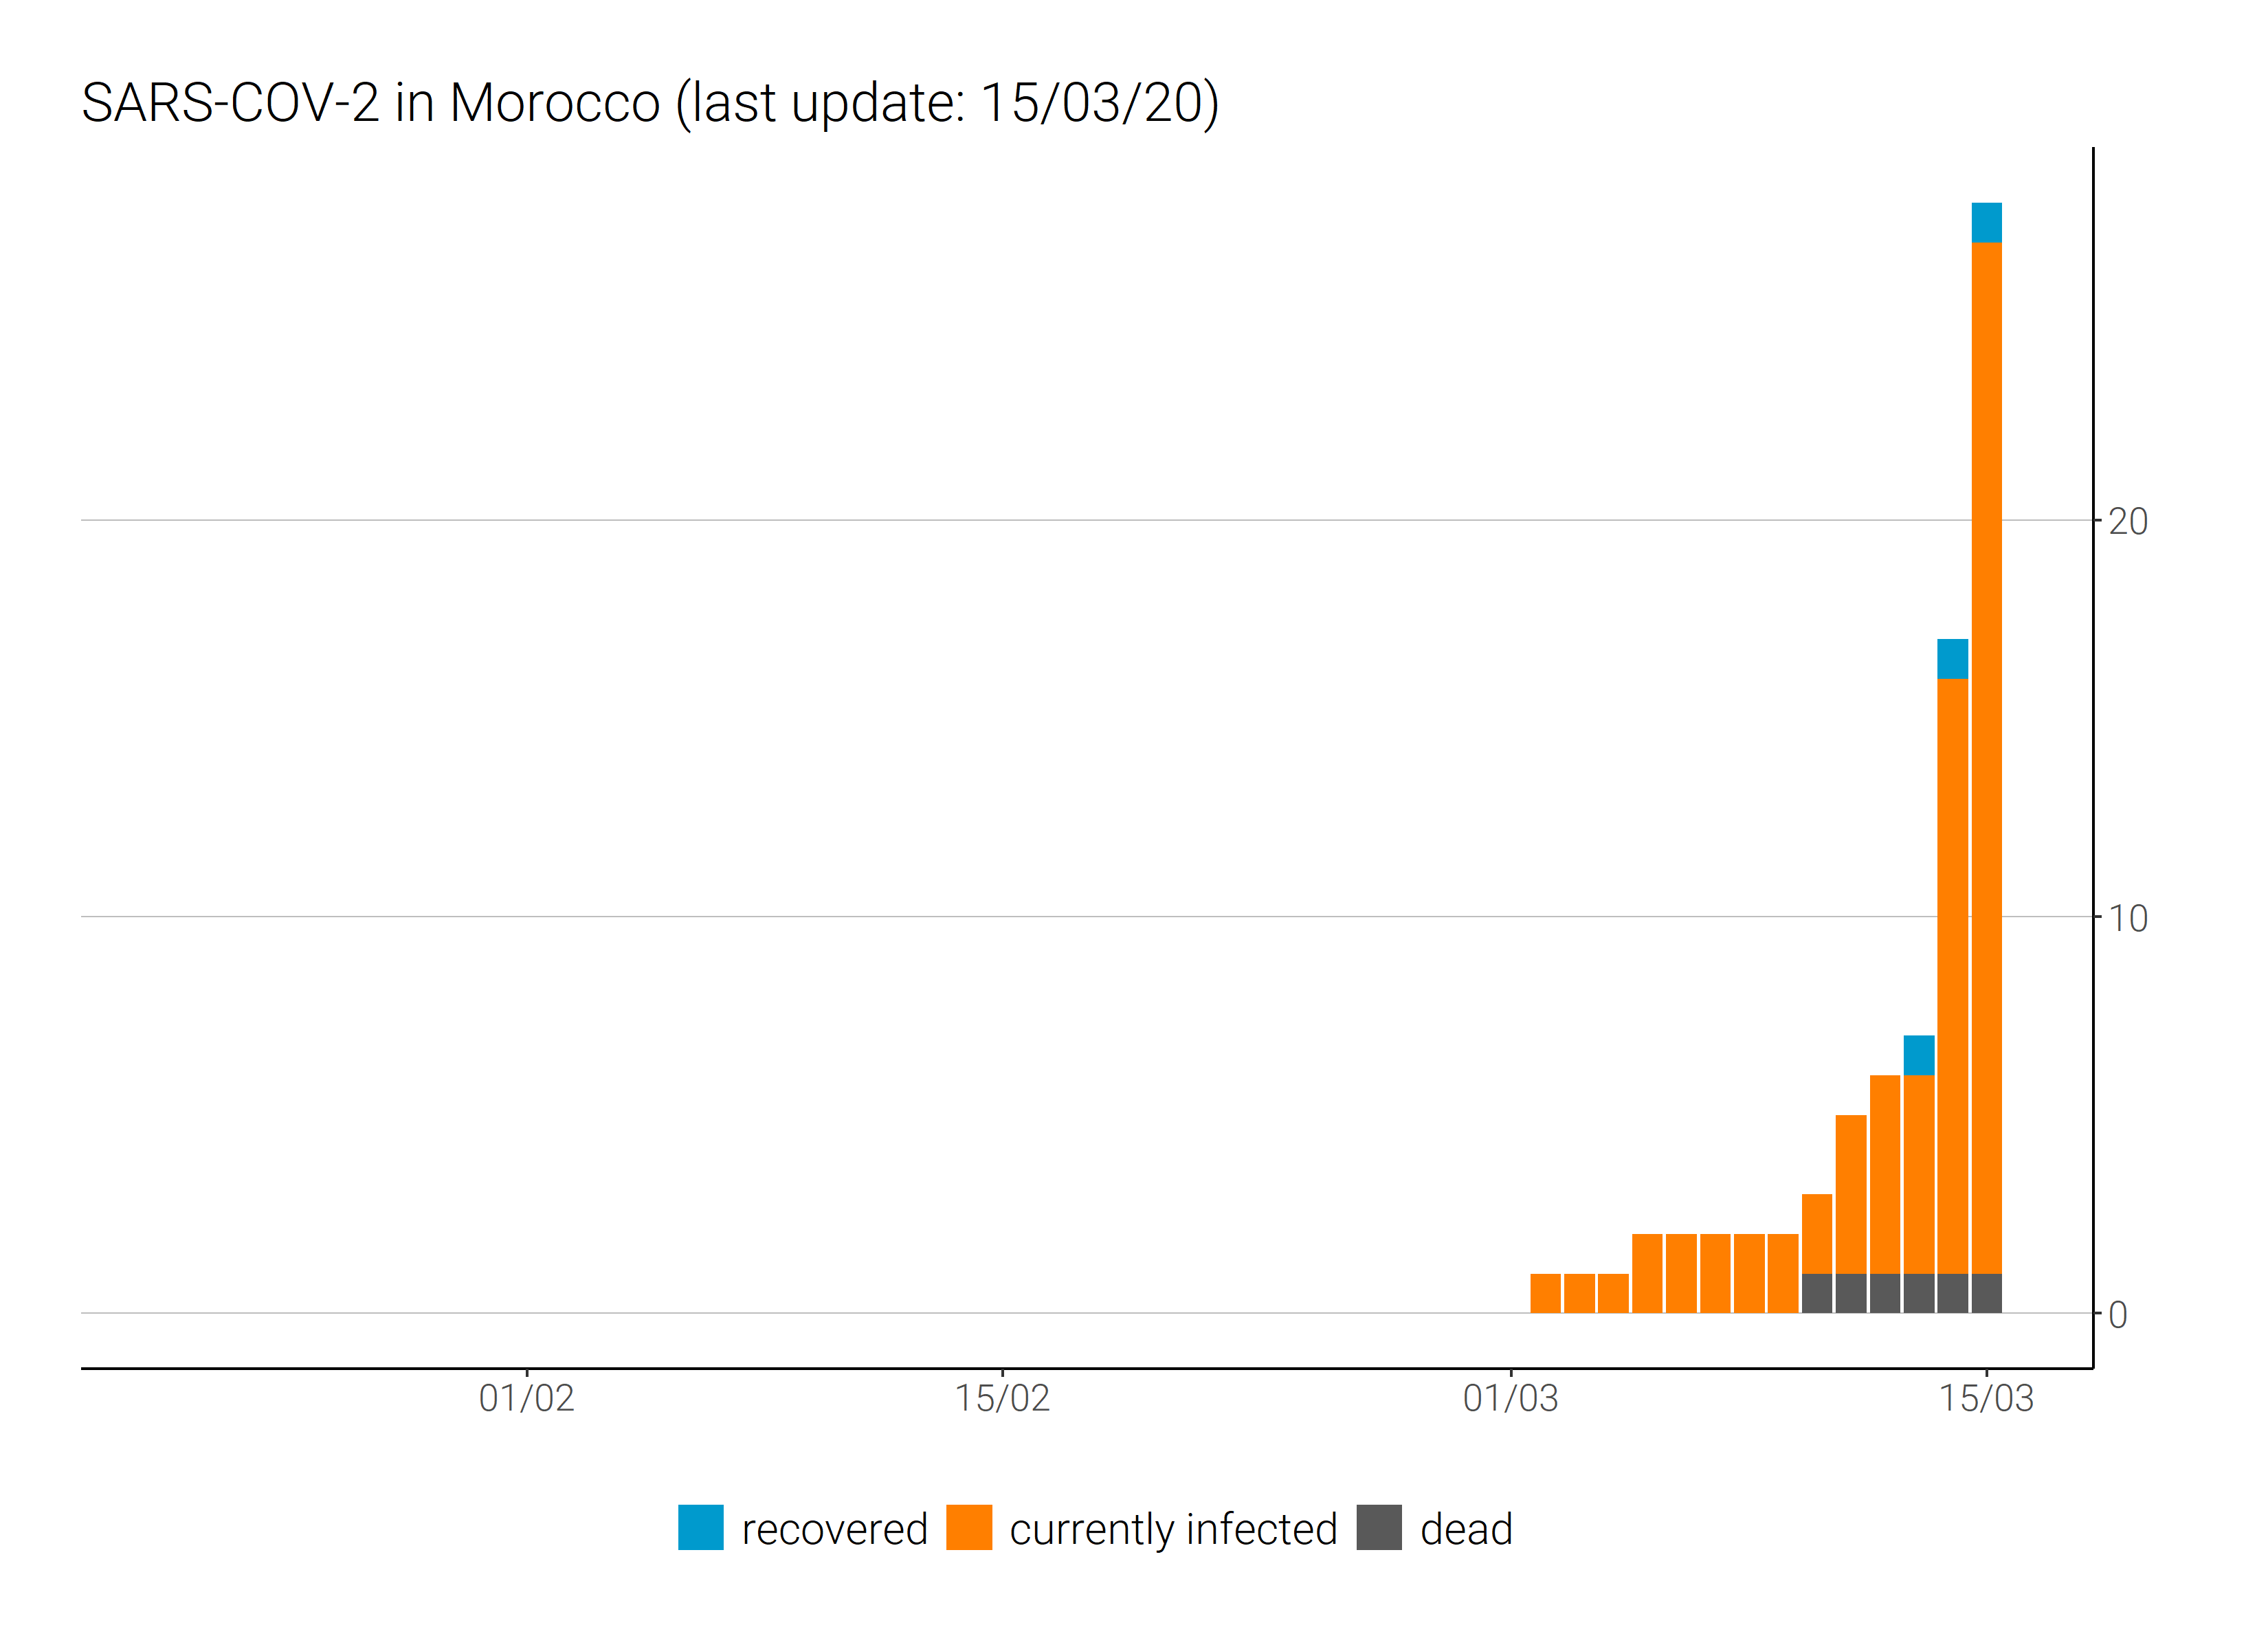 SARS-COV-2 in Morocco (last update: 15/03/20)
20
10
0
01/02 15/02 01/03 15/03
recovered currently infected dead